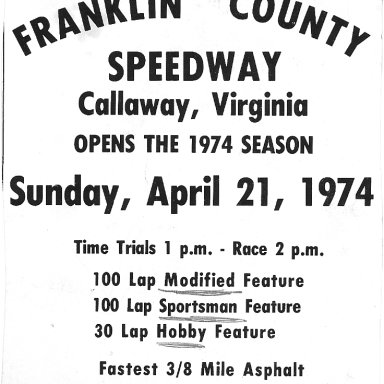 FRANKLIN COUNTY
SPEEDWAY
Callaway, Virginia
OPENS THE 1974 SEASON
Sunday, April 21, 1974
Time Trials 1 p.m. - Race 2 p.m.
100 Lap Modified Feature
100 Lap Sportsman Feature
30 Lap Hobby Feature
Fastest 3/8 Mile Asphalt